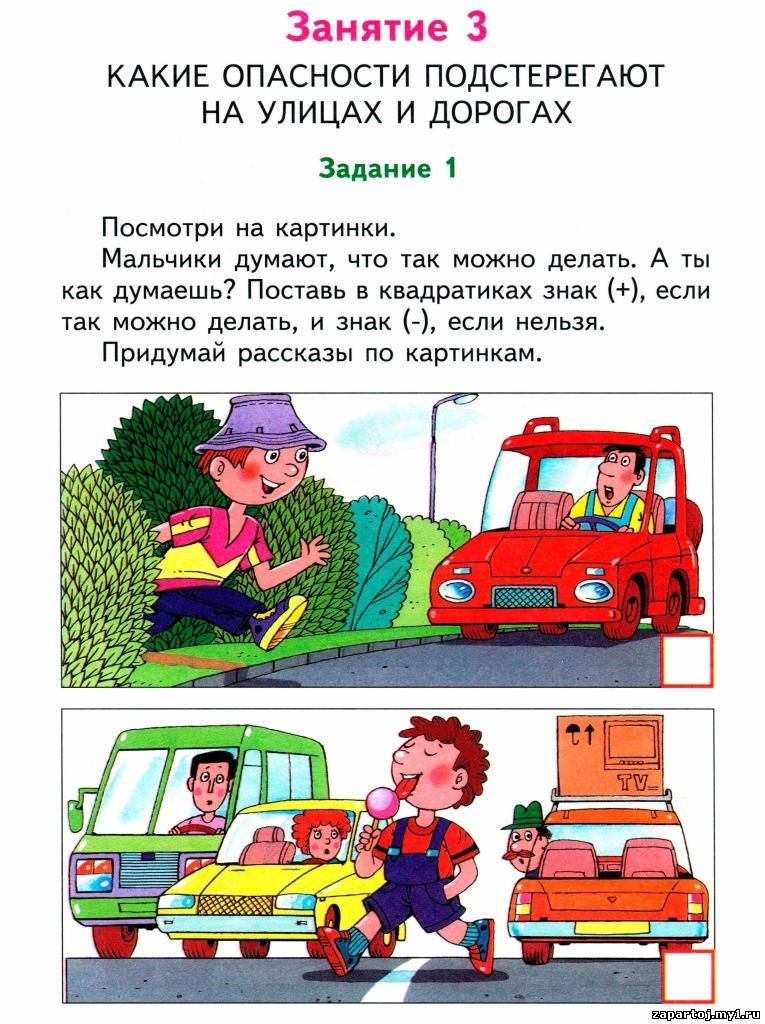 Занятие 3
КАКИЕ ОПАСНОСТИ ПОДСТЕРЕГАЮТ
НА УЛИЦАХ И ДОРОГАХ
Задание 1
Посмотри на картинки.
Мальчики думают, что так можно делать. А ты
как думаешь? Поставь в квадратиках знак (+), если
так можно делать, и знак (-), если нельзя.
Придумай рассказы по картинкам.
TV
zapartoj.my1.ru